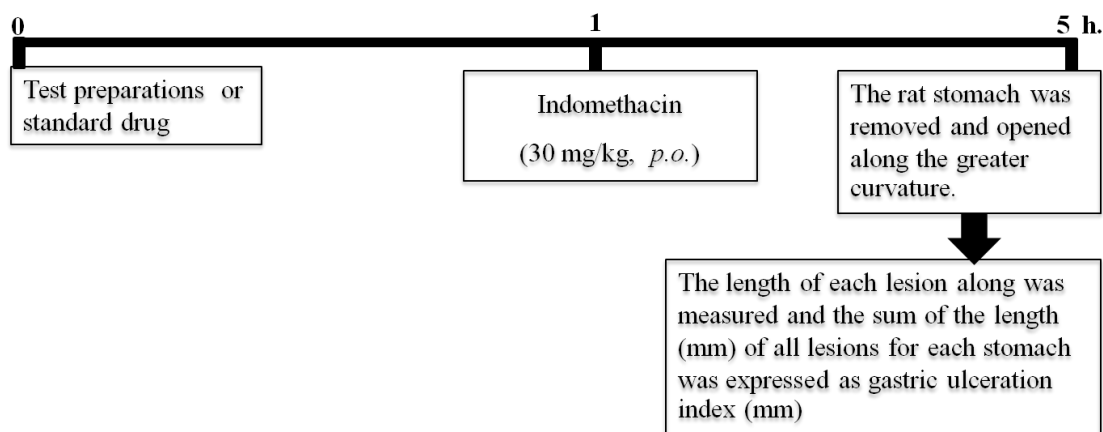 0 1 5 h.
Test preparations or
standard drug
Indomethacin
(30 mg/kg, p.o.)
The rat stomach was
removed and opened
along the greater
curvature.
The length of each lesion along was
measured and the sum of the length
(mm) of all lesions for each stomach
was expressed as gastric ulceration
index (mm)